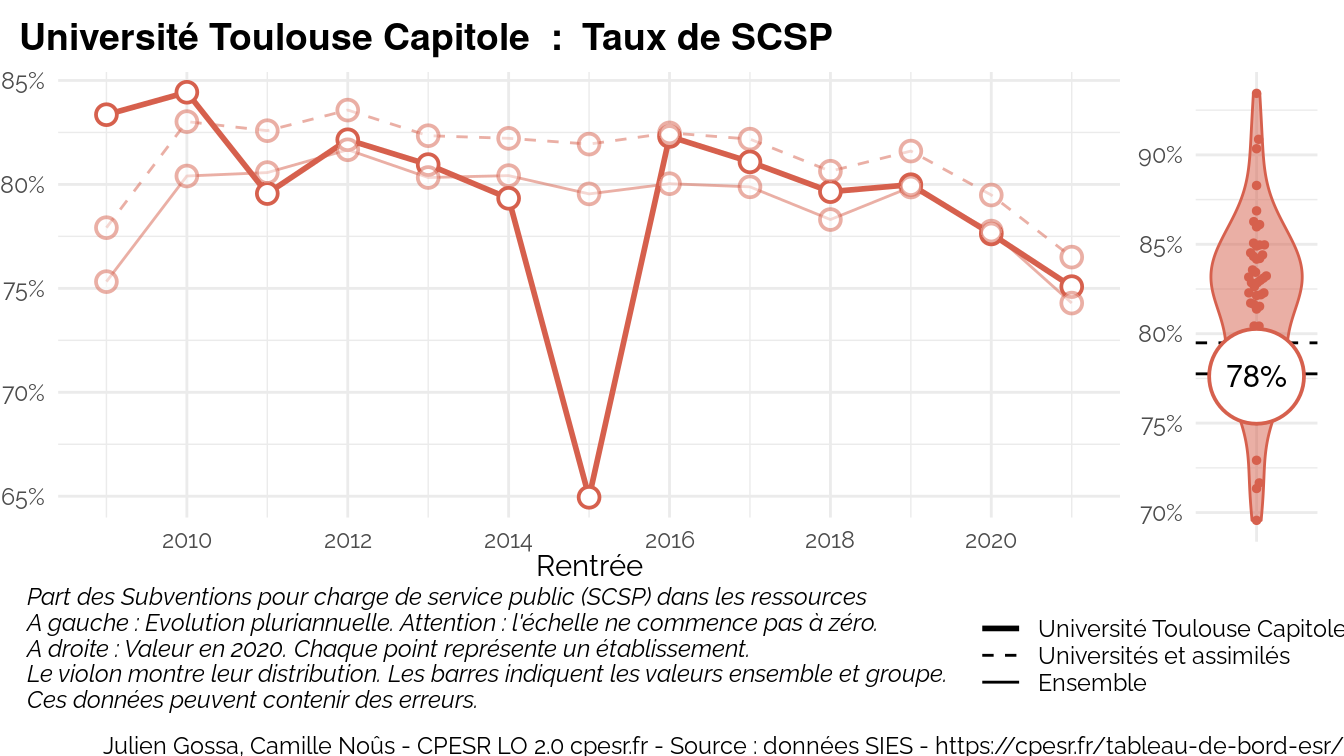 Université Toulouse Capitole : Taux de SCSP
85%
80%
75%
70%
65%
2010 2012 2014 2016 2018 2020
Rentrée
90%
85%
80%
75%
70%
78%
Part des Subventions pour charge de service public (SCSP) dans les ressources
A gauche : Evolution pluriannuelle. Attention : l'échelle ne commence pas à zéro.
A droite : Valeur en 2020. Chaque point représente un établissement.
Le violon montre leur distribution. Les barres indiquent les valeurs ensemble et groupe.
Ces données peuvent contenir des erreurs.
Université Toulouse Capitole
Universités et assimilés
Ensemble
Julien Gossa, Camille Noûs - CPESR LO 2.0 cpesr.fr - Source : données SIES - https://cpesr.fr/tableau-de-bord-esr/